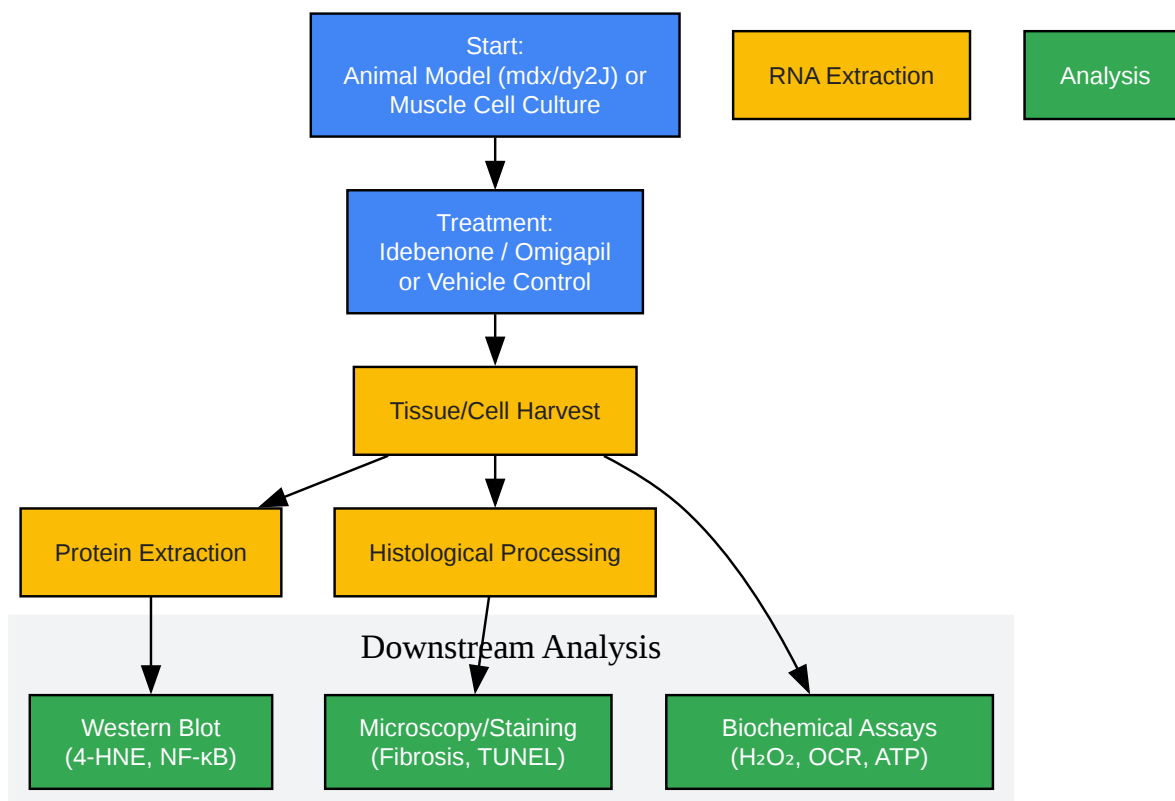 Start:
Animal Model (mdx/dy2J) or
Muscle Cell Culture
RNA Extraction
Analysis
Treatment:
Idebenone / Omigapil
or Vehicle Control
Tissue/Cell Harvest
Protein Extraction
Histological Processing
Downstream Analysis
Western Blot
(4-HNE, NF-κB)
Microscopy/Staining
(Fibrosis, TUNEL)
Biochemical Assays
(H₂O₂, OCR, ATP)